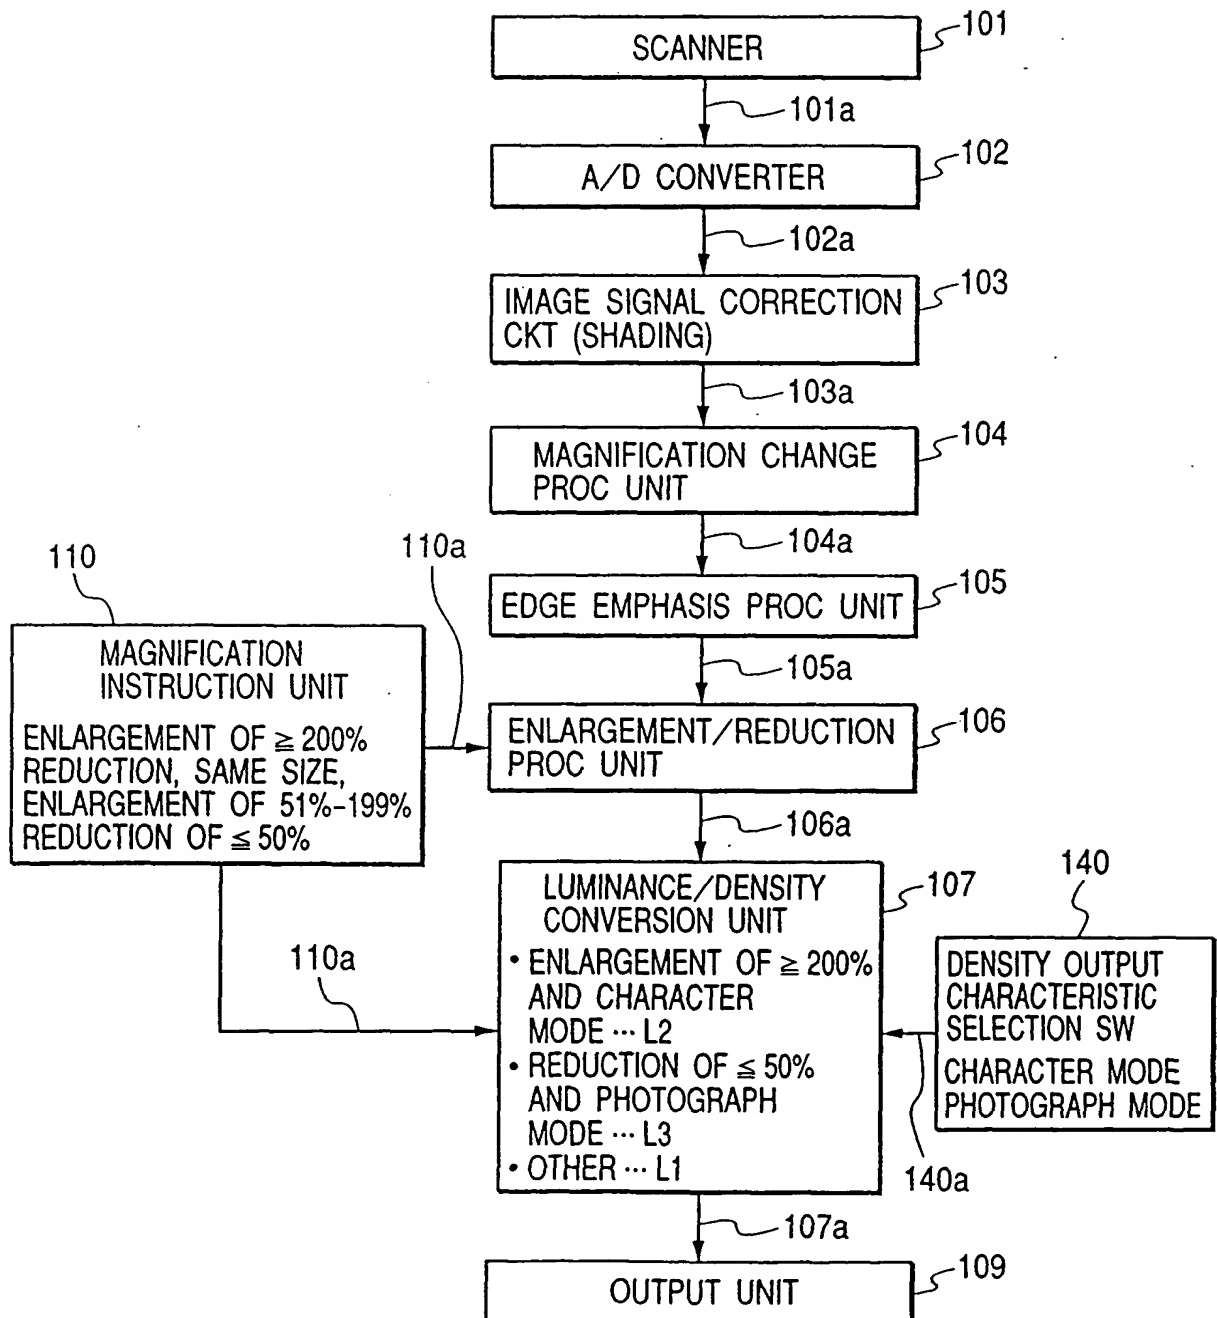 101
SCANNER
101a
102
A/D CONVERTER
102a
103
IMAGE SIGNAL CORRECTION
CKT (SHADING)
103a
104
MAGNIFICATION CHANGE
PROC UNIT
104a
110
110a
105
EDGE EMPHASIS PROC UNIT
105a
MAGNIFICATION
INSTRUCTION UNIT
ENLARGEMENT OF ≧ 200%
REDUCTION, SAME SIZE,
ENLARGEMENT OF 51%-199%
REDUCTION OF ≦ 50%
106
ENLARGEMENT/REDUCTION
PROC UNIT
106a
107
LUMINANCE/DENSITY
CONVERSION UNIT
• ENLARGEMENT OF ≧ 200%
AND CHARACTER
MODE ··· L2
• REDUCTION OF ≦ 50%
AND PHOTOGRAPH
MODE ··· L3
• OTHER ··· L1
110a
140
DENSITY OUTPUT
CHARACTERISTIC
SELECTION SW
CHARACTER MODE
PHOTOGRAPH MODE
140a
107a
109
OUTPUT UNIT